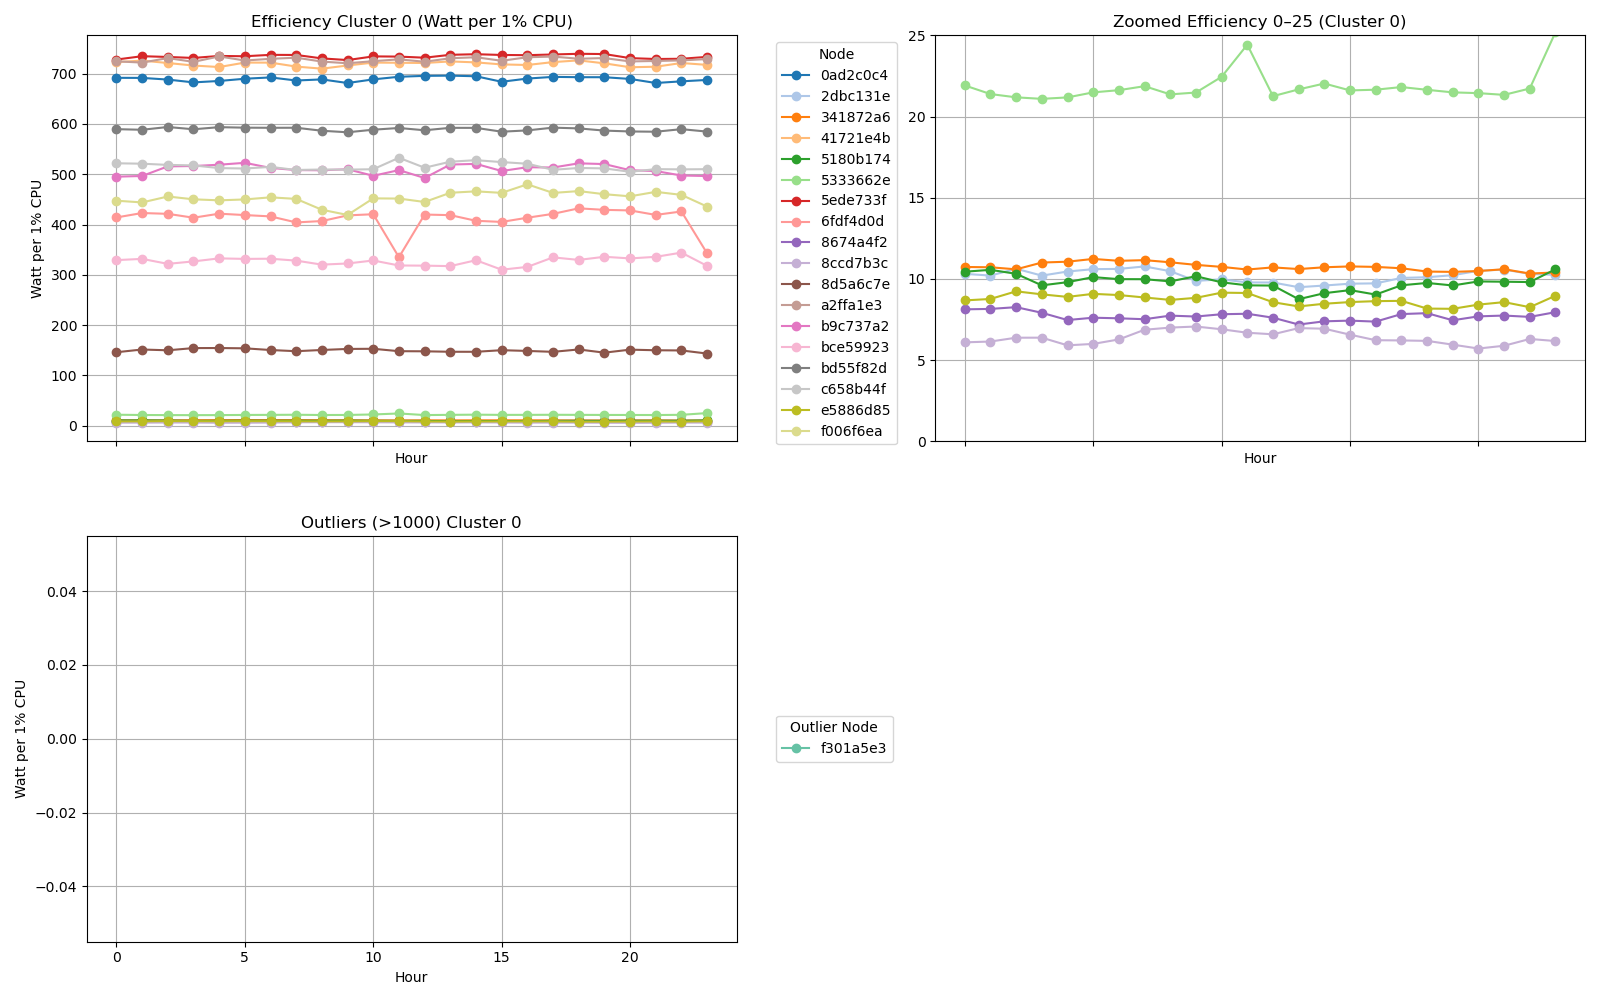 Efficiency Cluster 0 (Watt per 1% CPU)
Watt per 1% CPU
700
600
500
400
300
200
100
0
Hour
Node
0ad2c0c4
2dbc131e
341872a6
41721e4b
5180b174
5333662e
5ede733f
6fdf4d0d
8674a4f2
8ccd7b3c
8d5a6c7e
a2ffa1e3
b9c737a2
bce59923
bd55f82d
c658b44f
e5886d85
f006f6ea
Zoomed Efficiency 0–25 (Cluster 0)
25
20
15
10
5
0
Hour
Outliers (>1000) Cluster 0
Watt per 1% CPU
0.04
0.02
0.00
−0.02
−0.04
0 5 10 15 20
Hour
Outlier Node
f301a5e3